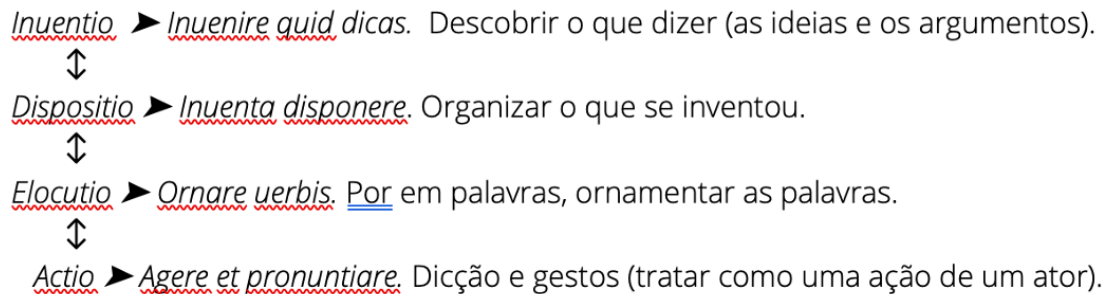 Inuentio ➤ Inuenire quid dicas. Descobrir o que dizer (as ideias e os argumentos).
↕
Dispositio ➤ Inuenta disponere. Organizar o que se inventou.
↕
Elocutio ➤ Ornare uerbis. Por em palavras, ornamentar as palavras.
↕
Actio ➤ Agere et pronuntiare. Dicção e gestos (tratar como uma ação de um ator).